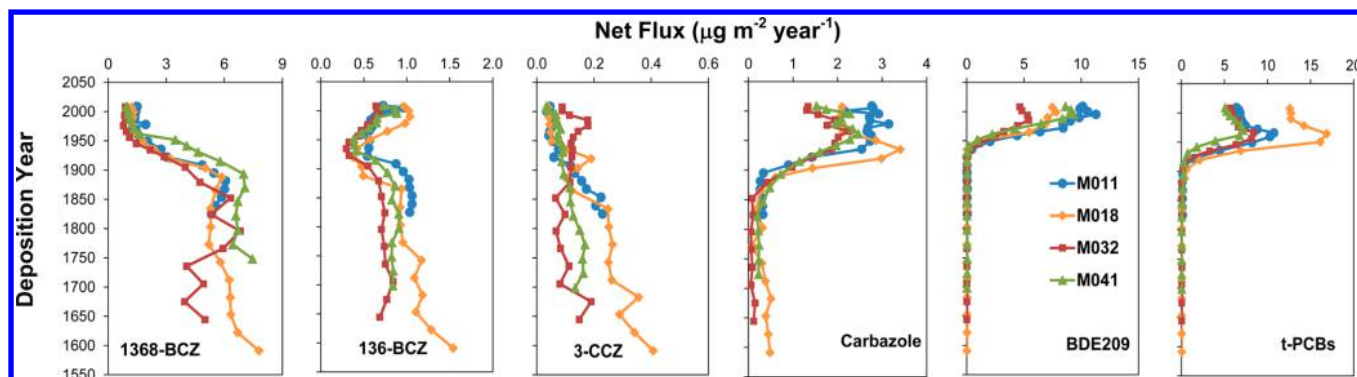 Net Flux (μg m-2 year-1)
0 3 6 9
0.0 0.5 1.0 1.5 2.0
0.0 0.2 0.4 0.6
0 1 2 3 4
0 5 10 15
0 5 10 15 20
Deposition Year
2050
2000
1950
1900
1850
1800
1750
1700
1650
1600
1550
M011
M018
M032
M041
1368-BCZ
136-BCZ
3-CCZ
Carbazole
BDE209
t-PCBs